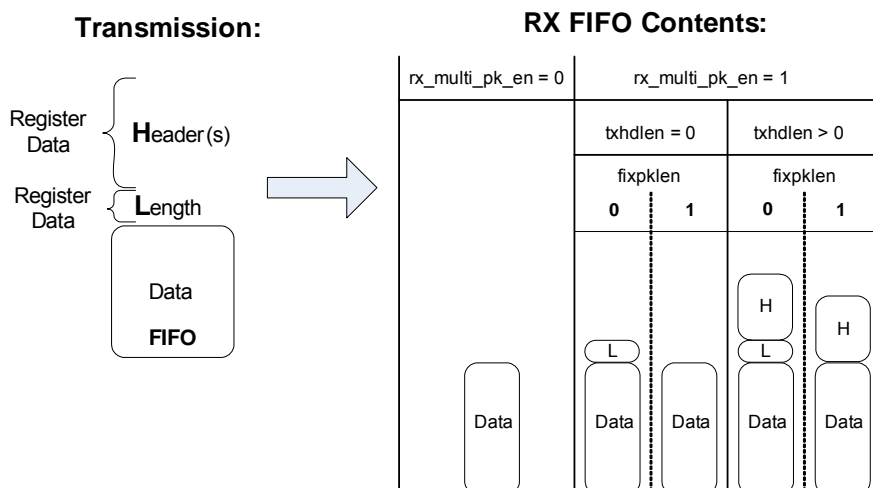 Transmission:
RX FIFO Contents:
rx_multi_pk_en = 0
rx_multi_pk_en = 1
Register
Data
Header(s)
txhdlen = 0
txhdlen > 0
Register
Data
Length
fixpklen
fixpklen
0
1
0
1
Data
FIFO
H
H
L
L
Data
Data
Data
Data
Data